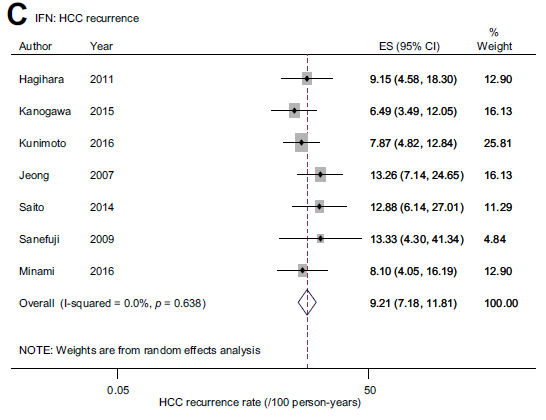 C IFN: HCC recurrence
%
Author Year ES (95% CI) Weight
Hagihara 2011 9.15 (4.58, 18.30) 12.90
Kanogawa 2015 6.49 (3.49, 12.05) 16.13
Kunimoto 2016 7.87 (4.82, 12.84) 25.81
Jeong 2007 13.26 (7.14, 24.65) 16.13
Saito 2014 12.88 (6.14, 27.01) 11.29
Sanefuji 2009 13.33 (4.30, 41.34) 4.84
Minami 2016 8.10 (4.05, 16.19) 12.90
Overall (I-squared = 0.0%, p = 0.638) 9.21 (7.18, 11.81) 100.00
NOTE: Weights are from random effects analysis
0.05 50
HCC recurrence rate (/100 person-years)